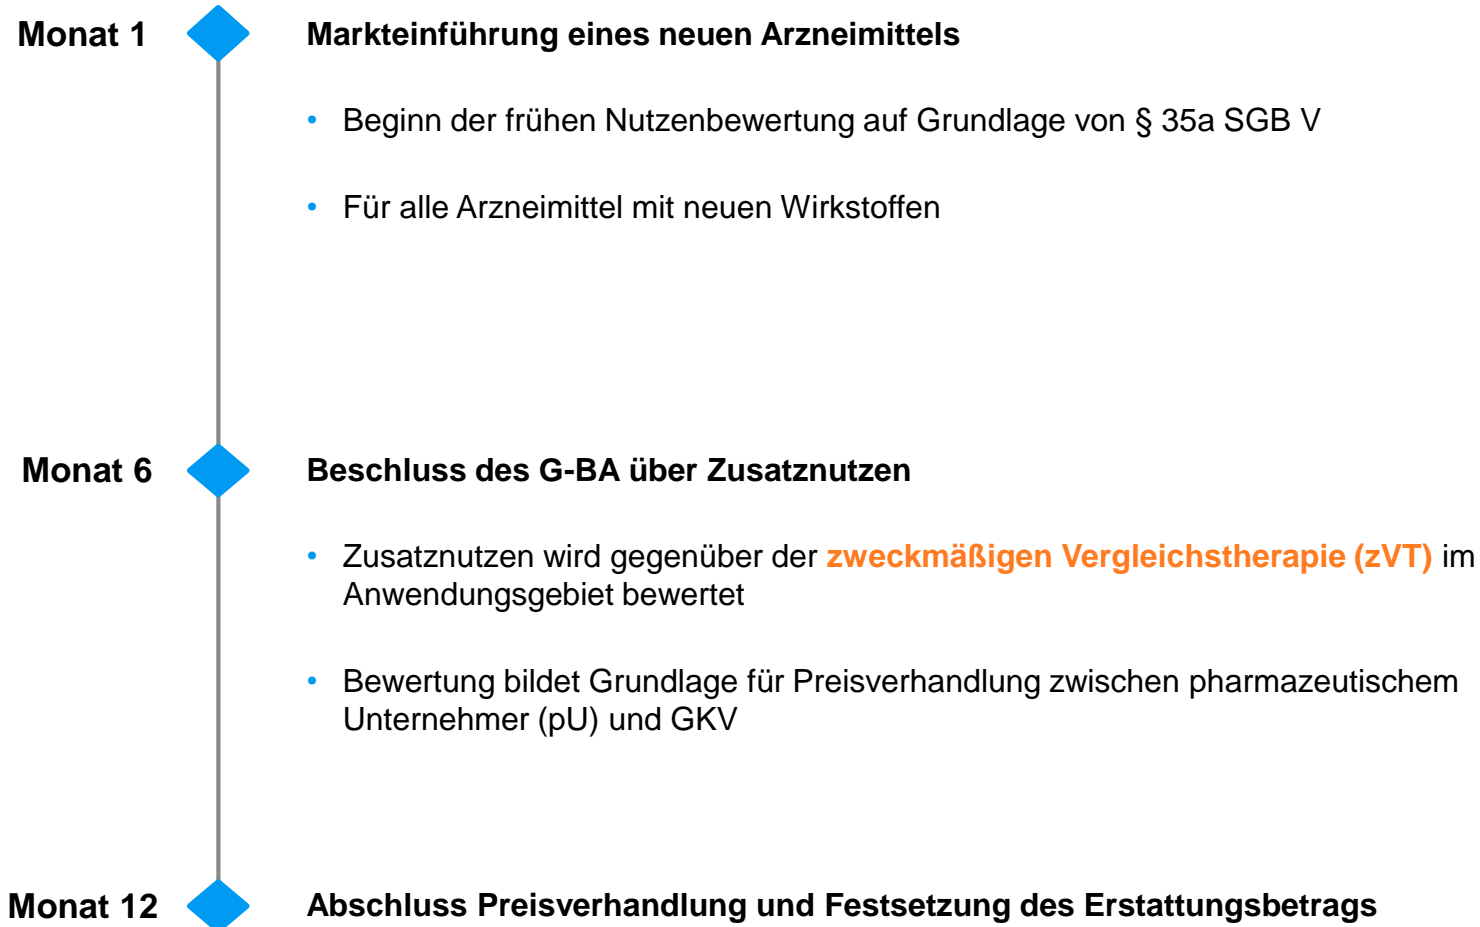 Monat 1
Markteinführung eines neuen Arzneimittels
• Beginn der frühen Nutzenbewertung auf Grundlage von § 35a SGB V
• Für alle Arzneimittel mit neuen Wirkstoffen
Monat 6
Beschluss des G-BA über Zusatznutzen
• Zusatznutzen wird gegenüber der zweckmäßigen Vergleichstherapie (zVT) im
Anwendungsgebiet bewertet
• Bewertung bildet Grundlage für Preisverhandlung zwischen pharmazeutischem
Unternehmer (pU) und GKV
Monat 12
Abschluss Preisverhandlung und Festsetzung des Erstattungsbetrags